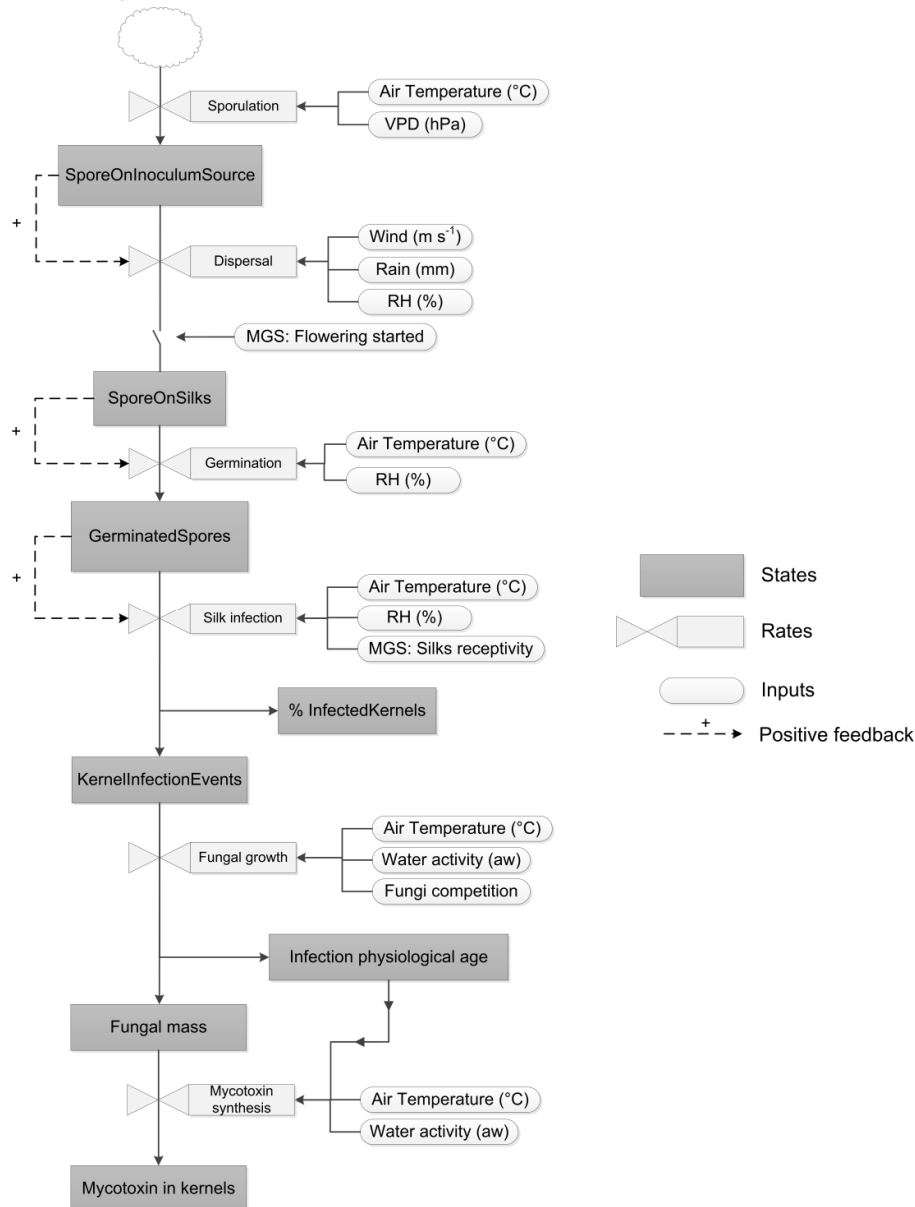 Sporulation
Air Temperature (°C)
VPD (hPa)
SporeOnInoculumSource
+
Dispersal
Wind (m s⁻¹)
Rain (mm)
RH (%)
MGS: Flowering started
SporeOnSilks
+
Germination
Air Temperature (°C)
RH (%)
GerminatedSpores
+
Silk infection
Air Temperature (°C)
RH (%)
MGS: Silks receptivity
% InfectedKernels
KernelInfectionEvents
Fungal growth
Air Temperature (°C)
Water activity (aw)
Fungi competition
Infection physiological age
Fungal mass
Mycotoxin
synthesis
Air Temperature (°C)
Water activity (aw)
Mycotoxin in kernels
States
Rates
Inputs
+
Positive feedback